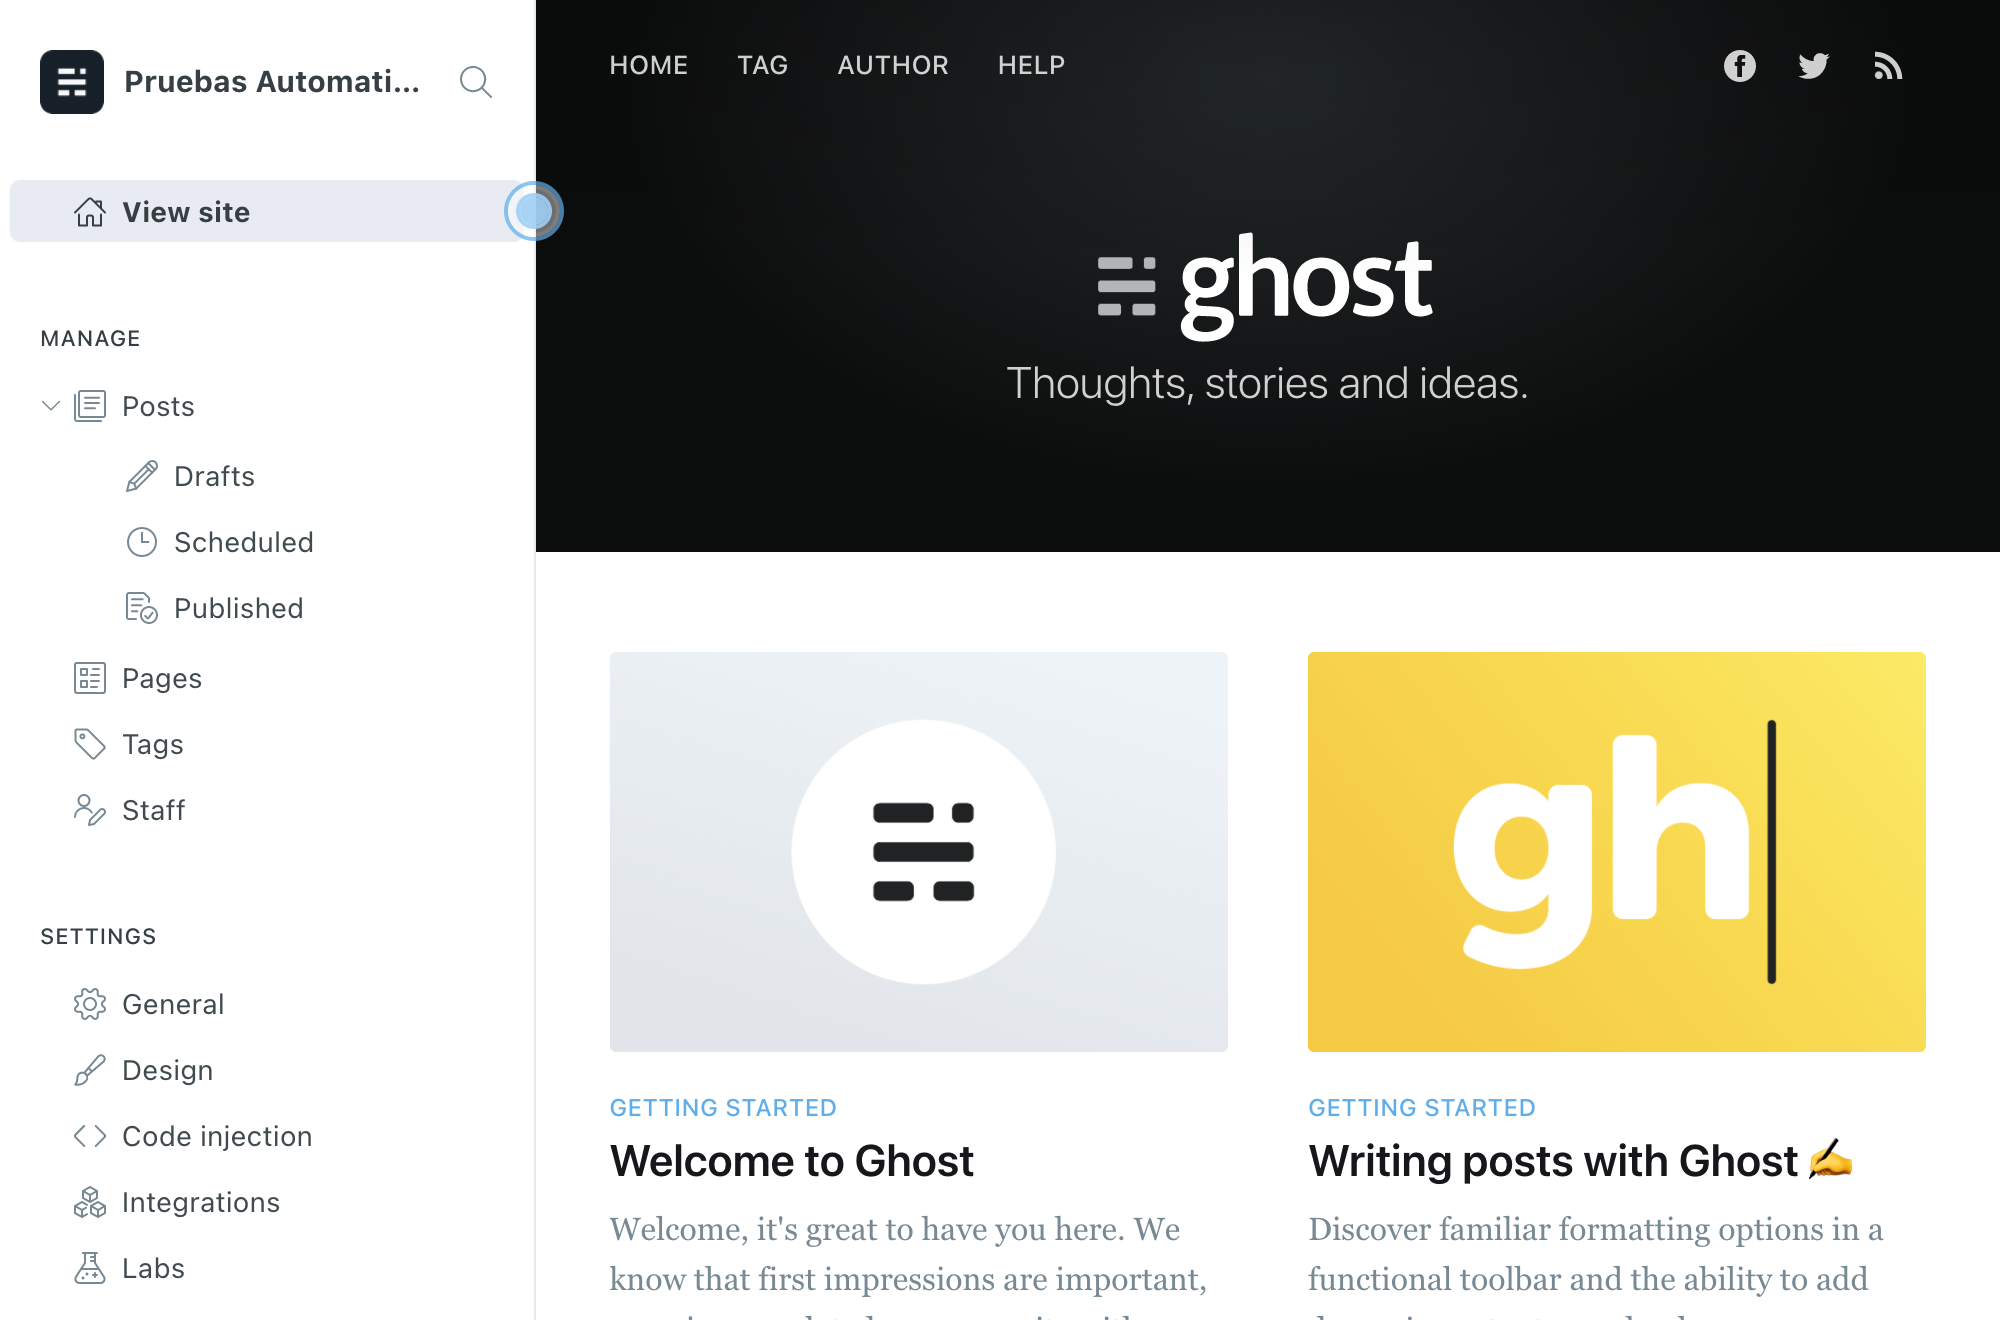 Pruebas Automati...
View site
MANAGE
Posts
Drafts
Scheduled
Published
Pages
Tags
Staff
SETTINGS
General
Design
Code injection
Integrations
Labs
HOME TAG AUTHOR HELP
ghost
Thoughts, stories and ideas.
gh
GETTING STARTED
Welcome to Ghost
Welcome, it's great to have you here. We
know that first impressions are important,
GETTING STARTED
Writing posts with Ghost ✍️
Discover familiar formatting options in a
functional toolbar and the ability to add